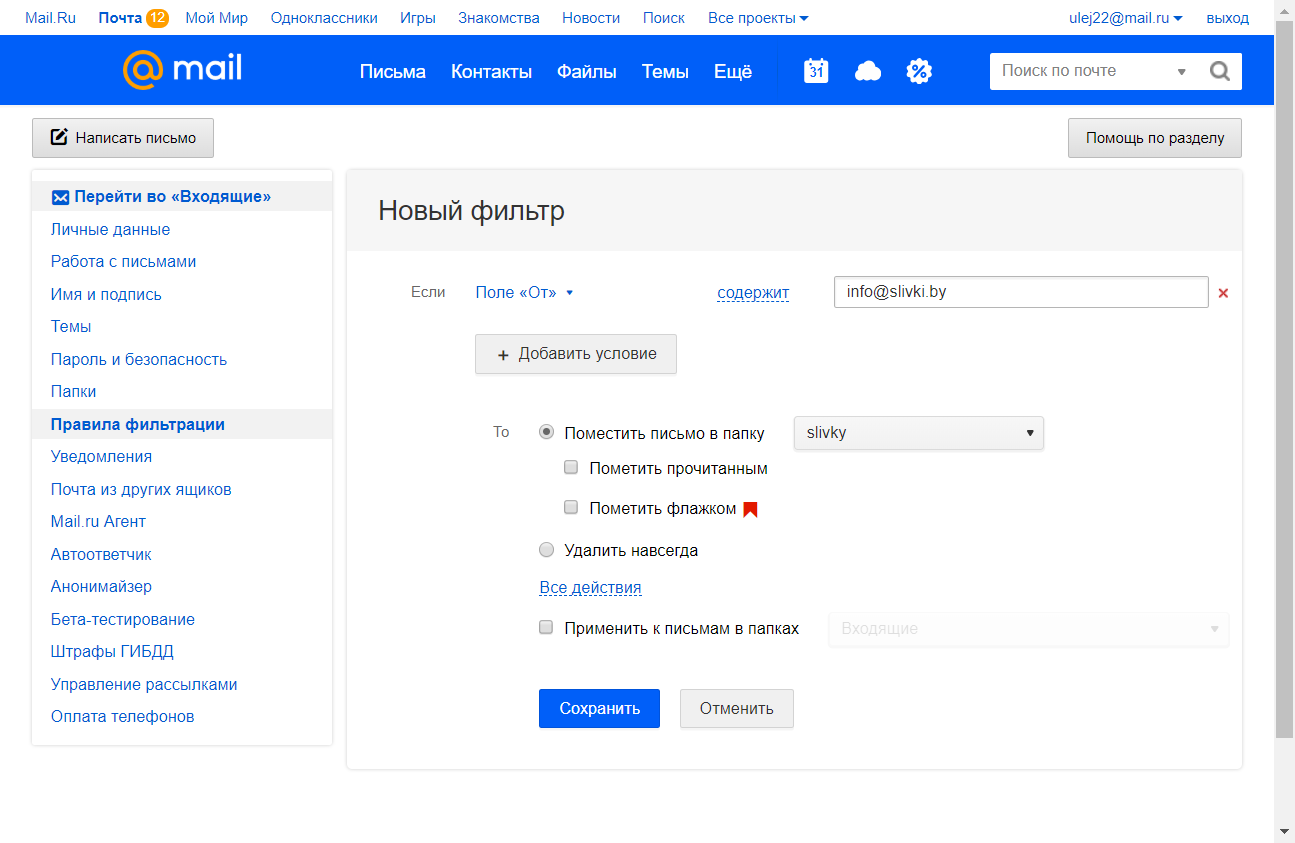 Mail.Ru Почта 12 Мой Мир Одноклассники Игры Знакомства Новости Поиск Все проекты ulej22@mail.ru выход
@mail Письма Контакты Файлы Темы Ещё 31 % Поиск по почте
Написать письмо Помощь по разделу
Перейти во «Входящие»
Личные данные
Работа с письмами
Имя и подпись
Темы
Пароль и безопасность
Папки
Правила фильтрации
Уведомления
Почта из других ящиков
Mail.ru Агент
Автоответчик
Анонимайзер
Бета-тестирование
Штрафы ГИБДД
Управление рассылками
Оплата телефонов
Новый фильтр
Если Поле «От» содержит info@slivki.by
+ Добавить условие
То Поместить письмо в папку slivky
Пометить прочитанным
Пометить флажком
Удалить навсегда
Все действия
Применить к письмам в папках Входящие
Сохранить Отменить